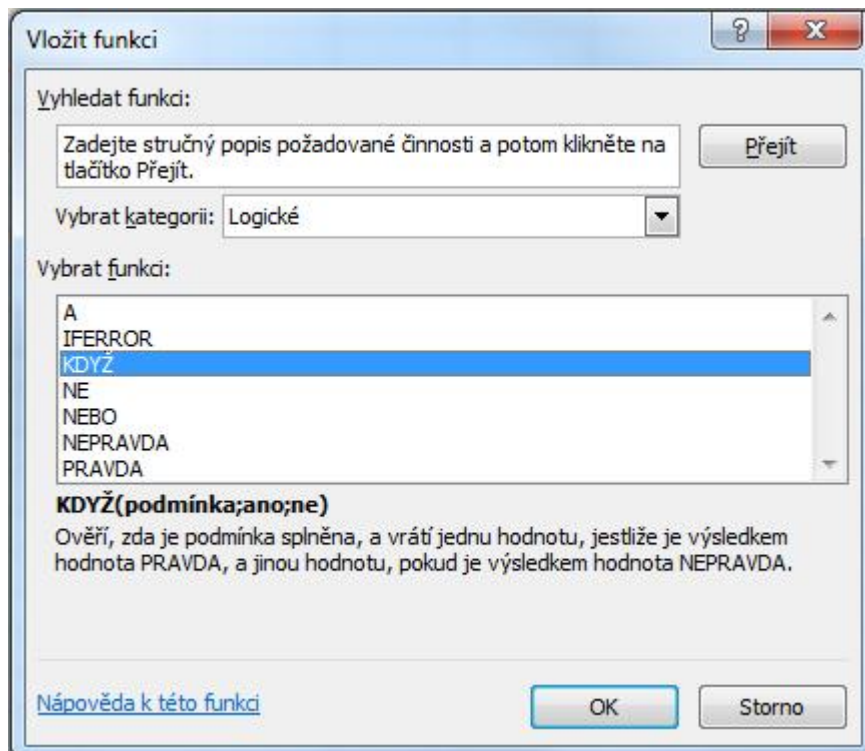 Vložit funkci
Vyhledat funkci:
Zadejte stručný popis požadované činnosti a potom klikněte na
tlačítko Přejít.
Přejít
Vybrat kategorii: Logické
Vybrat funkci:
A
IFERROR
KDYŽ
NE
NEBO
NEPRAVDA
PRAVDA
KDYŽ(podmínka;ano;ne)
Ověří, zda je podmínka splněna, a vrátí jednu hodnotu, jestliže je výsledkem
hodnota PRAVDA, a jinou hodnotu, pokud je výsledkem hodnota NEPRAVDA.
Nápověda k této funkci
OK
Storno